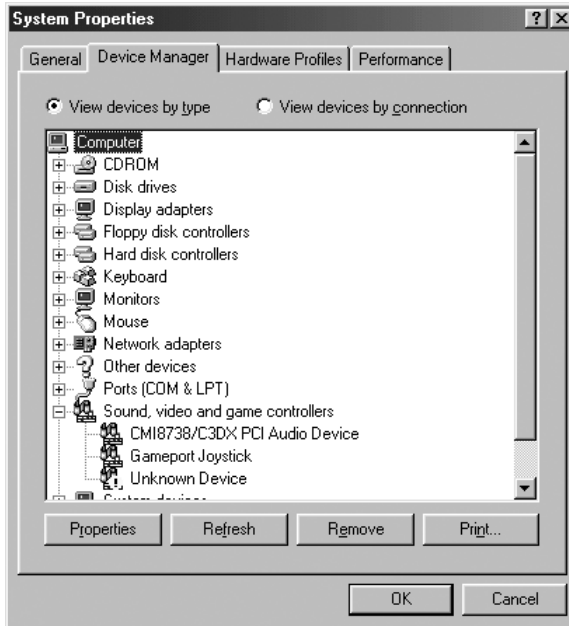 System Properties
General Device Manager Hardware Profiles Performance
View devices by type View devices by connection
Computer
CDROM
Disk drives
Display adapters
Floppy disk controllers
Hard disk controllers
Keyboard
Monitors
Mouse
Network adapters
Other devices
Ports (COM & LPT)
Sound, video and game controllers
CMI8738/C3DX PCI Audio Device
Gameport Joystick
Unknown Device
System devices
Properties Refresh Remove Print...
OK Cancel